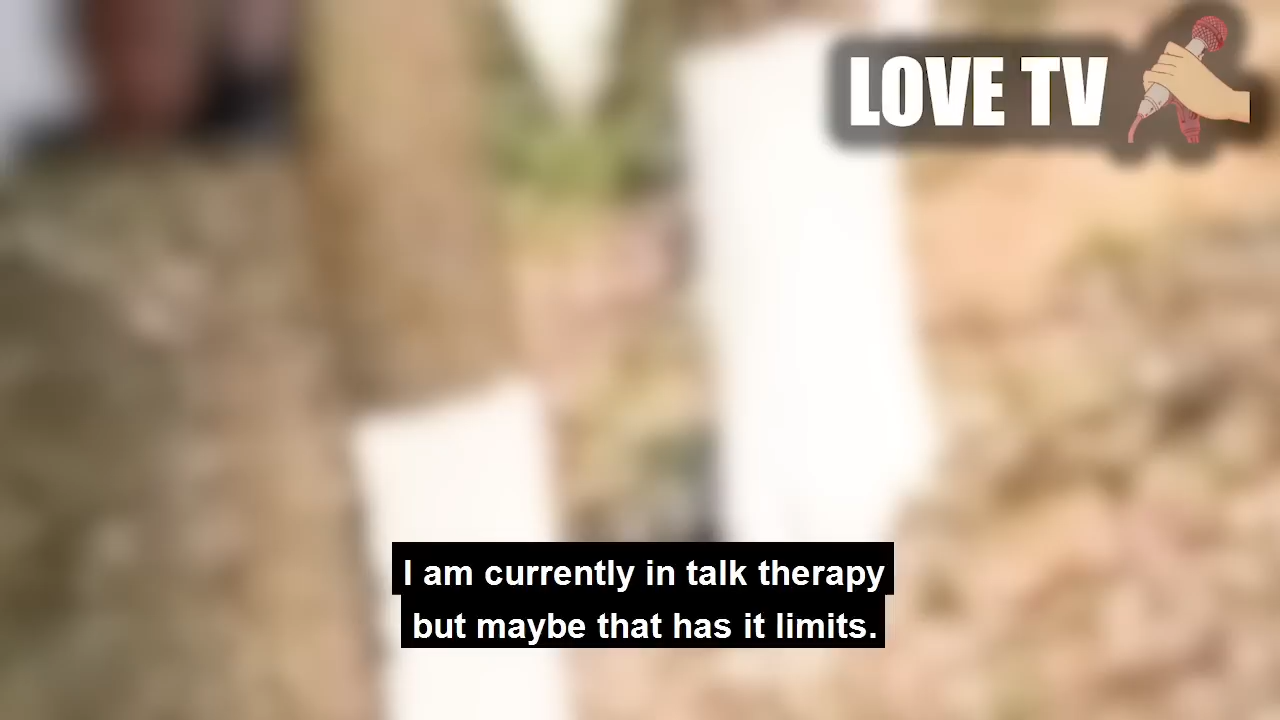 LOVE TV
I am currently in talk therapy
but maybe that has it limits.